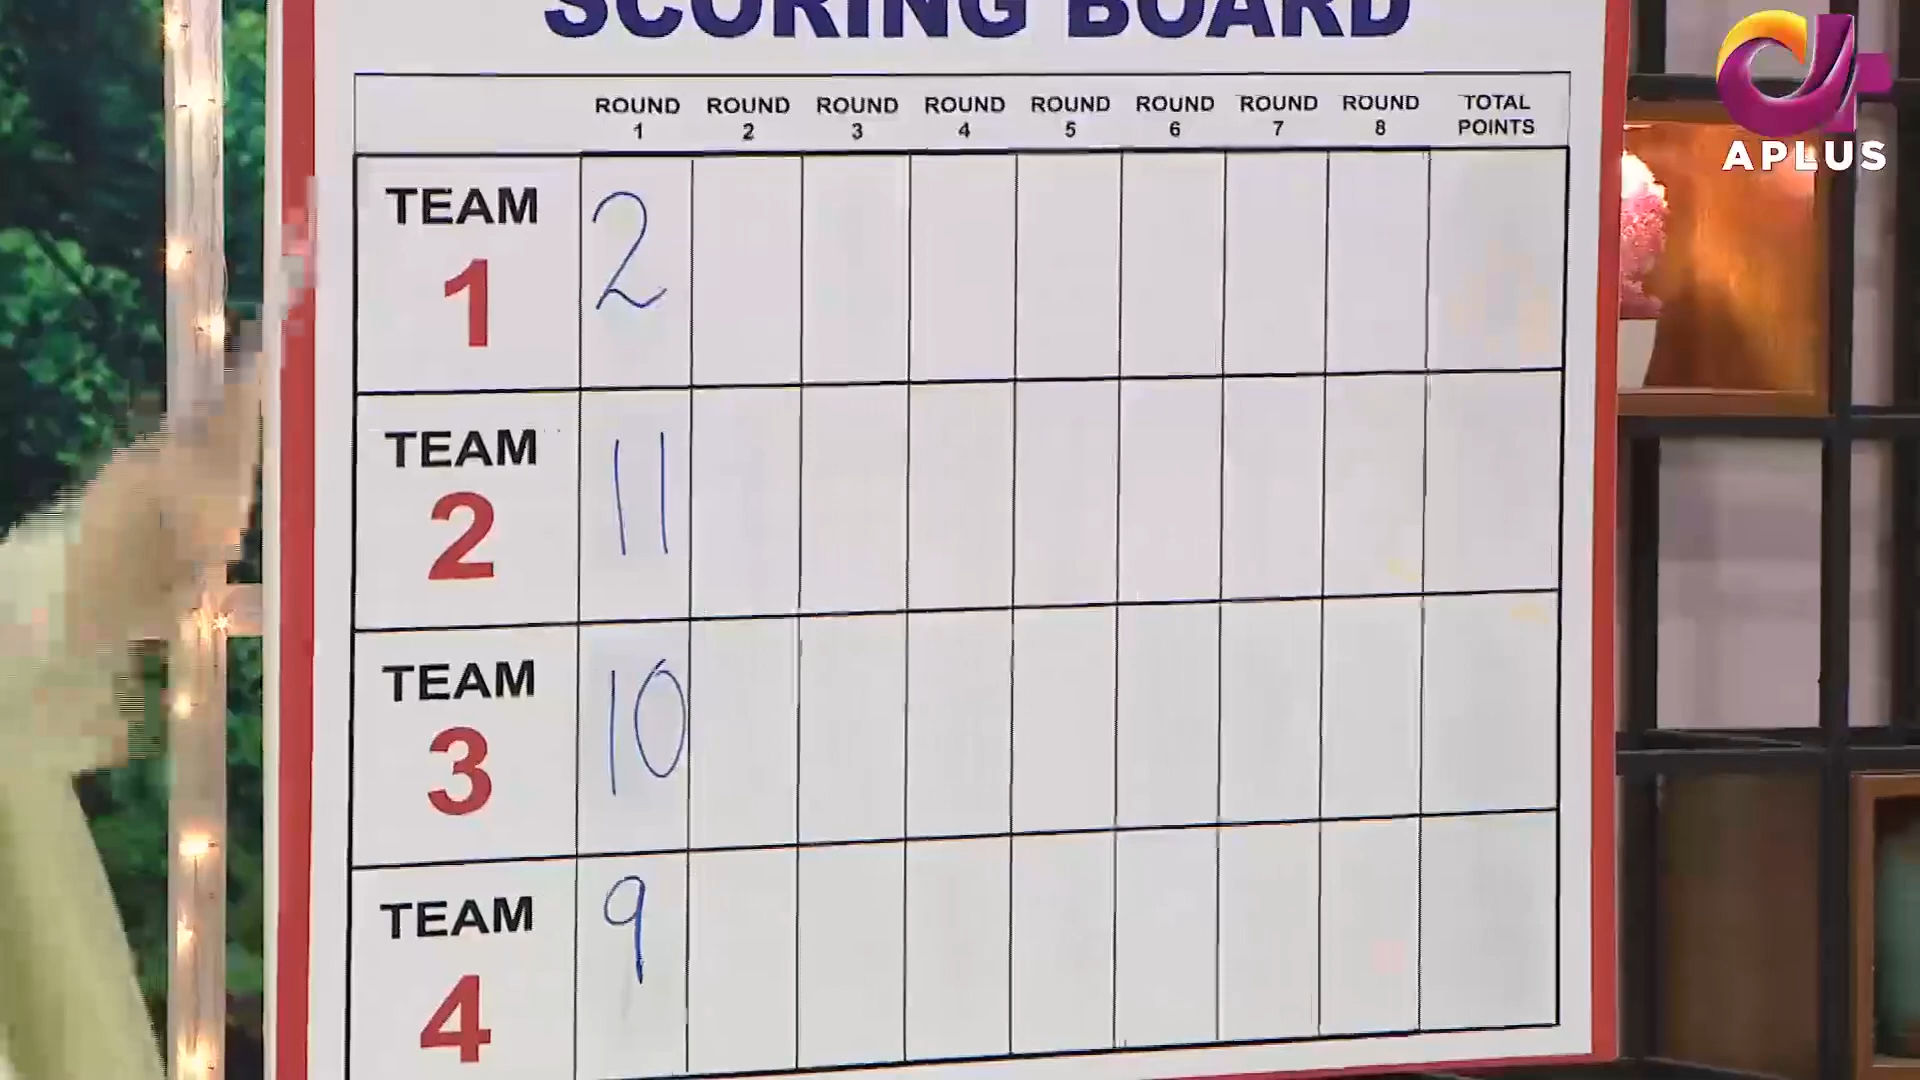 SCORING BOARD
ROUND 1 ROUND 2 ROUND 3 ROUND 4 ROUND 5 ROUND 6 ROUND 7 ROUND 8 TOTAL POINTS
TEAM 1 2
TEAM 2 11
TEAM 3 10
TEAM 4 9
APLUS